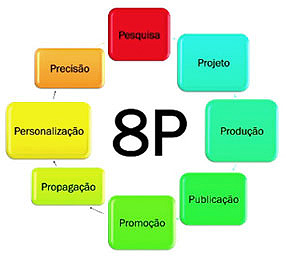 Pesquisa
Projeto
Produção
Publicação
Promoção
Propagação
Personalização
Precisão
8P